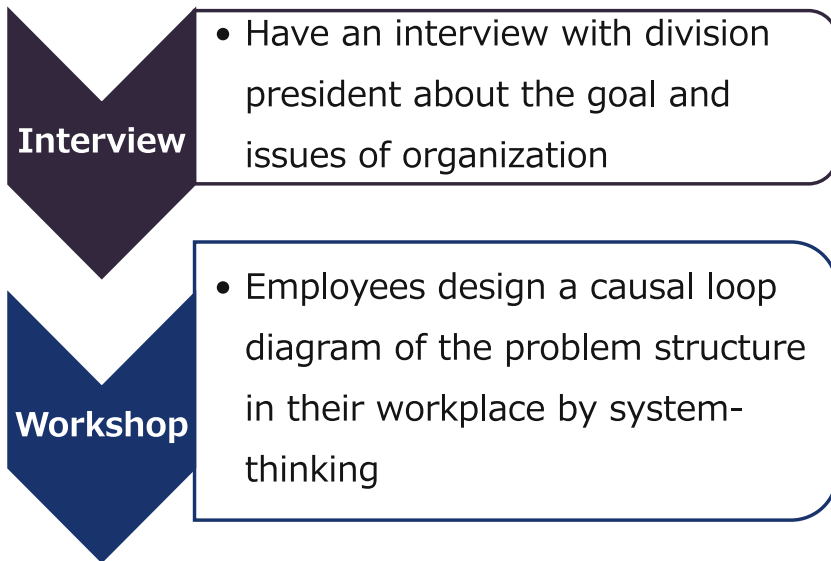 Interview
• Have an interview with division
president about the goal and
issues of organization
Workshop
• Employees design a causal loop
diagram of the problem structure
in their workplace by system-
thinking